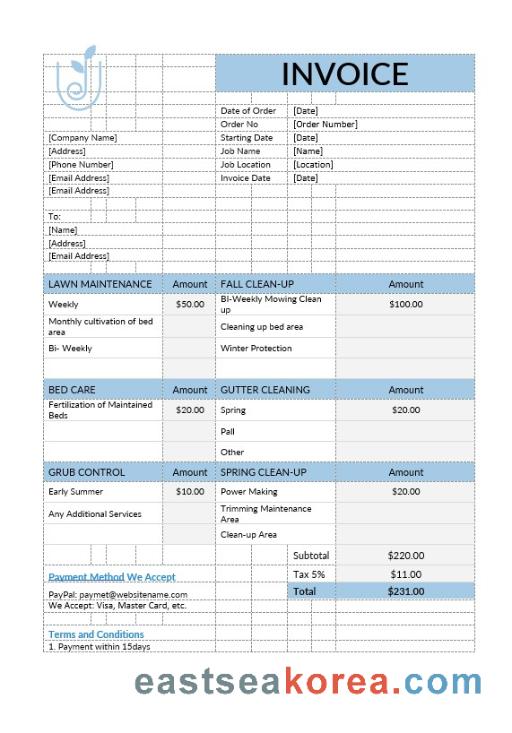 INVOICE
Date of Order [Date]
Order No [Order Number]
[Company Name] Starting Date [Date]
[Address] Job Name [Name]
[Phone Number] Job Location [Location]
[Email Address] Invoice Date [Date]
[Email Address]
To:
[Name]
[Address]
[Email Address]
LAWN MAINTENANCE Amount FALL CLEAN-UP Amount
Weekly $50.00 BI-Weekly Mowing Clean up $100.00
Monthly cultivation of bed area Cleaning up bed area
Bi- Weekly Winter Protection
BED CARE Amount GUTTER CLEANING Amount
Fertilization of Maintained Beds $20.00 Spring $20.00
Pall
Other
GRUB CONTROL Amount SPRING CLEAN-UP Amount
Early Summer $10.00 Power Making $20.00
Any Additional Services Trimming Maintenance Area
Clean-up Area
Subtotal $220.00
Payment Method We Accept Tax 5% $11.00
PayPal: paymet@websitename.com Total $231.00
We Accept: Visa, Master Card, etc.
Terms and Conditions
1. Payment within 15days
eastseakorea.com